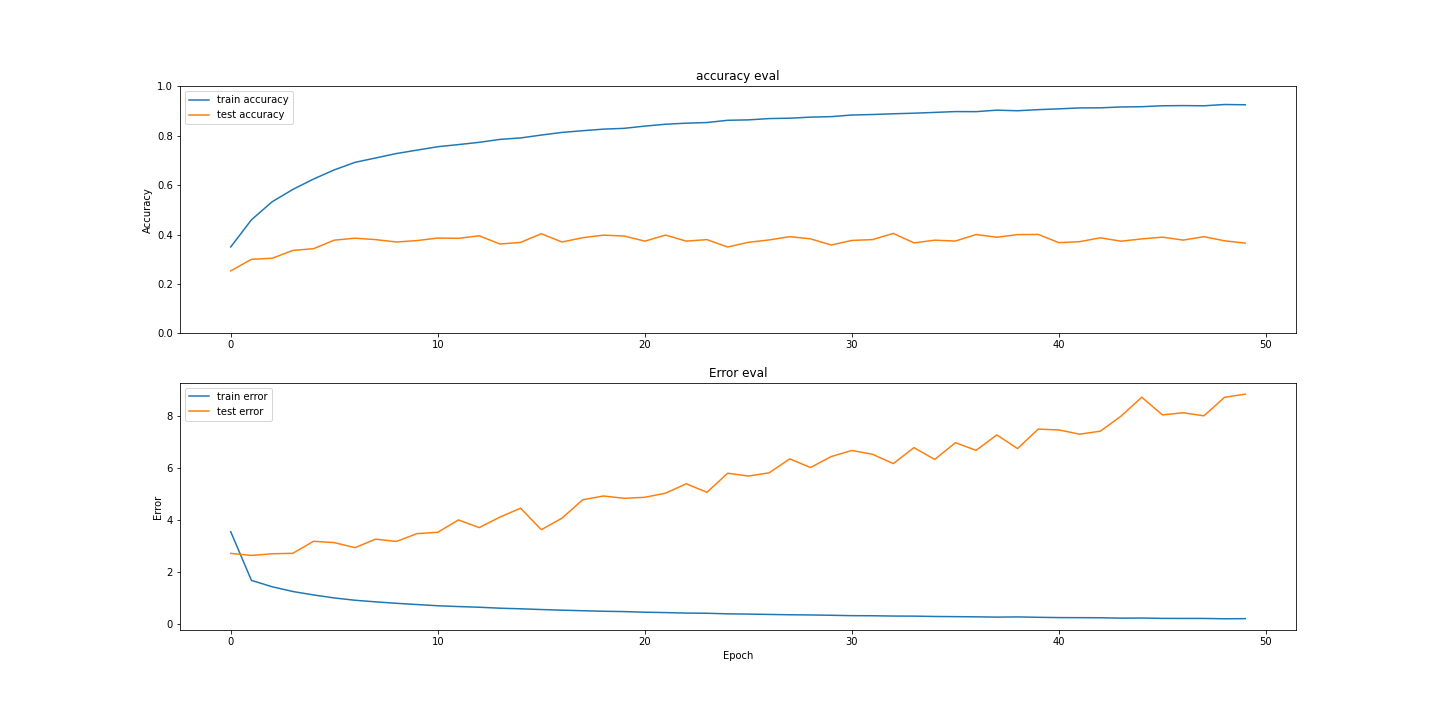 accuracy eval
1.0
0.8
0.6
0.4
0.2
0.0
Accuracy
train accuracy
test accuracy
0 10 20 30 40 50
Error eval
8
6
4
2
0
Error
train error
test error
0 10 20 30 40 50
Epoch